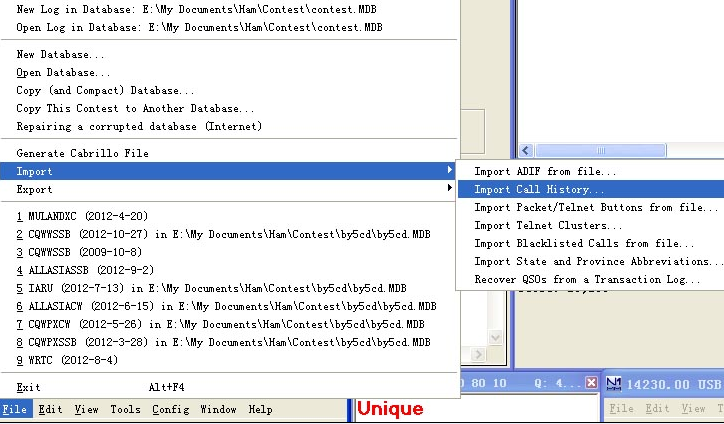 New Log in Database: E:\My Documents\Ham\Contest\contest.MDB
Open Log in Database: E:\My Documents\Ham\Contest\contest.MDB
New Database...
Open Database...
Copy (and Compact) Database...
Copy This Contest to Another Database...
Repairing a corrupted database (Internet)
Generate Cabrillo File
Import
Export
Import ADIF from file...
Import Call History...
Import Packet/Telnet Buttons from file...
Import Telnet Clusters...
Import Blacklisted Calls from file...
Import State and Province Abbreviations...
Recover QSOs from a Transaction Log...
1 MULANDXC (2012-4-20)
2 CQWWSSB (2012-10-27) in E:\My Documents\Ham\Contest\by5cd\by5cd.MDB
3 CQWWSSB (2009-10-8)
4 ALLASIASSB (2012-9-2)
5 IARU (2012-7-13) in E:\My Documents\Ham\Contest\by5cd\by5cd.MDB
6 ALLASIACW (2012-6-15) in E:\My Documents\Ham\Contest\by5cd\by5cd.MDB
7 CQWPXCW (2012-5-26) in E:\My Documents\Ham\Contest\by5cd\by5cd.MDB
8 CQWPXSSB (2012-3-28) in E:\My Documents\Ham\Contest\by5cd\by5cd.MDB
9 WRTC (2012-8-4)
Exit Alt+F4
File Edit View Tools Config Window Help
Unique
80 10 Q: 4...
N1 14230.00 USB
File Edit View T